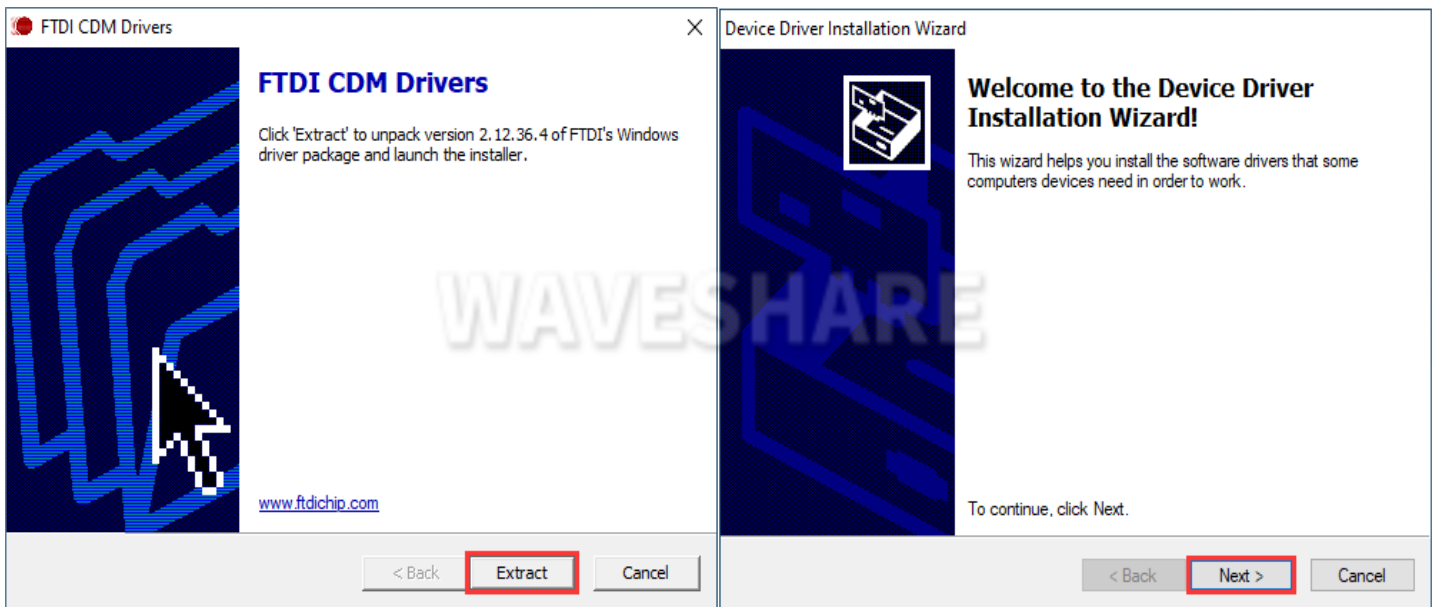 FTDI CDM Drivers
FTDI CDM Drivers
Click 'Extract' to unpack version 2.12.36.4 of FTDI's Windows
driver package and launch the installer.
www.ftdichip.com
< Back
Extract
Cancel
Device Driver Installation Wizard
Welcome to the Device Driver
Installation Wizard!
This wizard helps you install the software drivers that some
computers devices need in order to work.
To continue, click Next.
< Back
Next >
Cancel
WAVESHARE